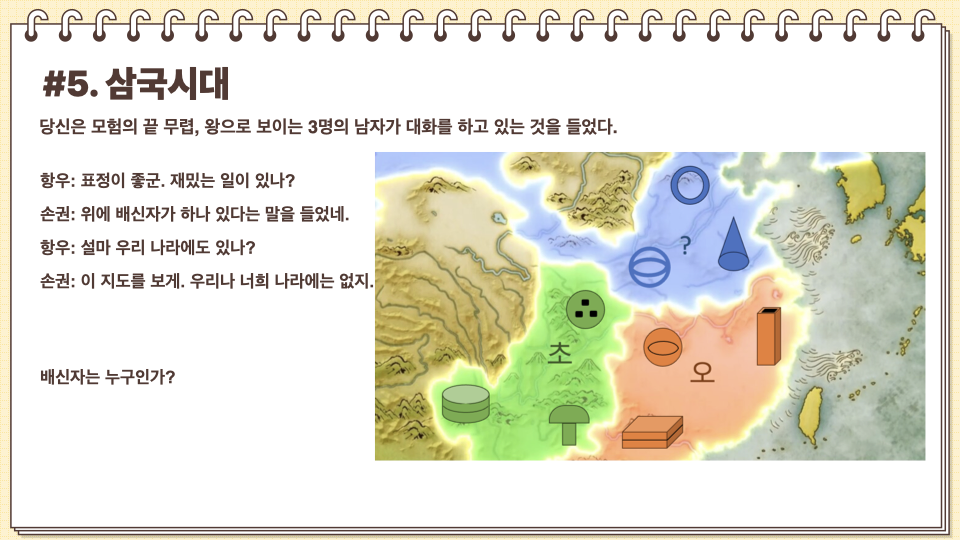 #5. 삼국시대
당신은 모험의 끝 무렵, 왕으로 보이는 3명의 남자가 대화를 하고 있는 것을 들었다.
항우: 표정이 좋군. 재밌는 일이 있나?
손권: 위에 배신자가 하나 있다는 말을 들었네.
항우: 설마 우리 나라에도 있나?
손권: 이 지도를 보게. 우리나 너희 나라에는 없지.
?
초
오
배신자는 누구인가?